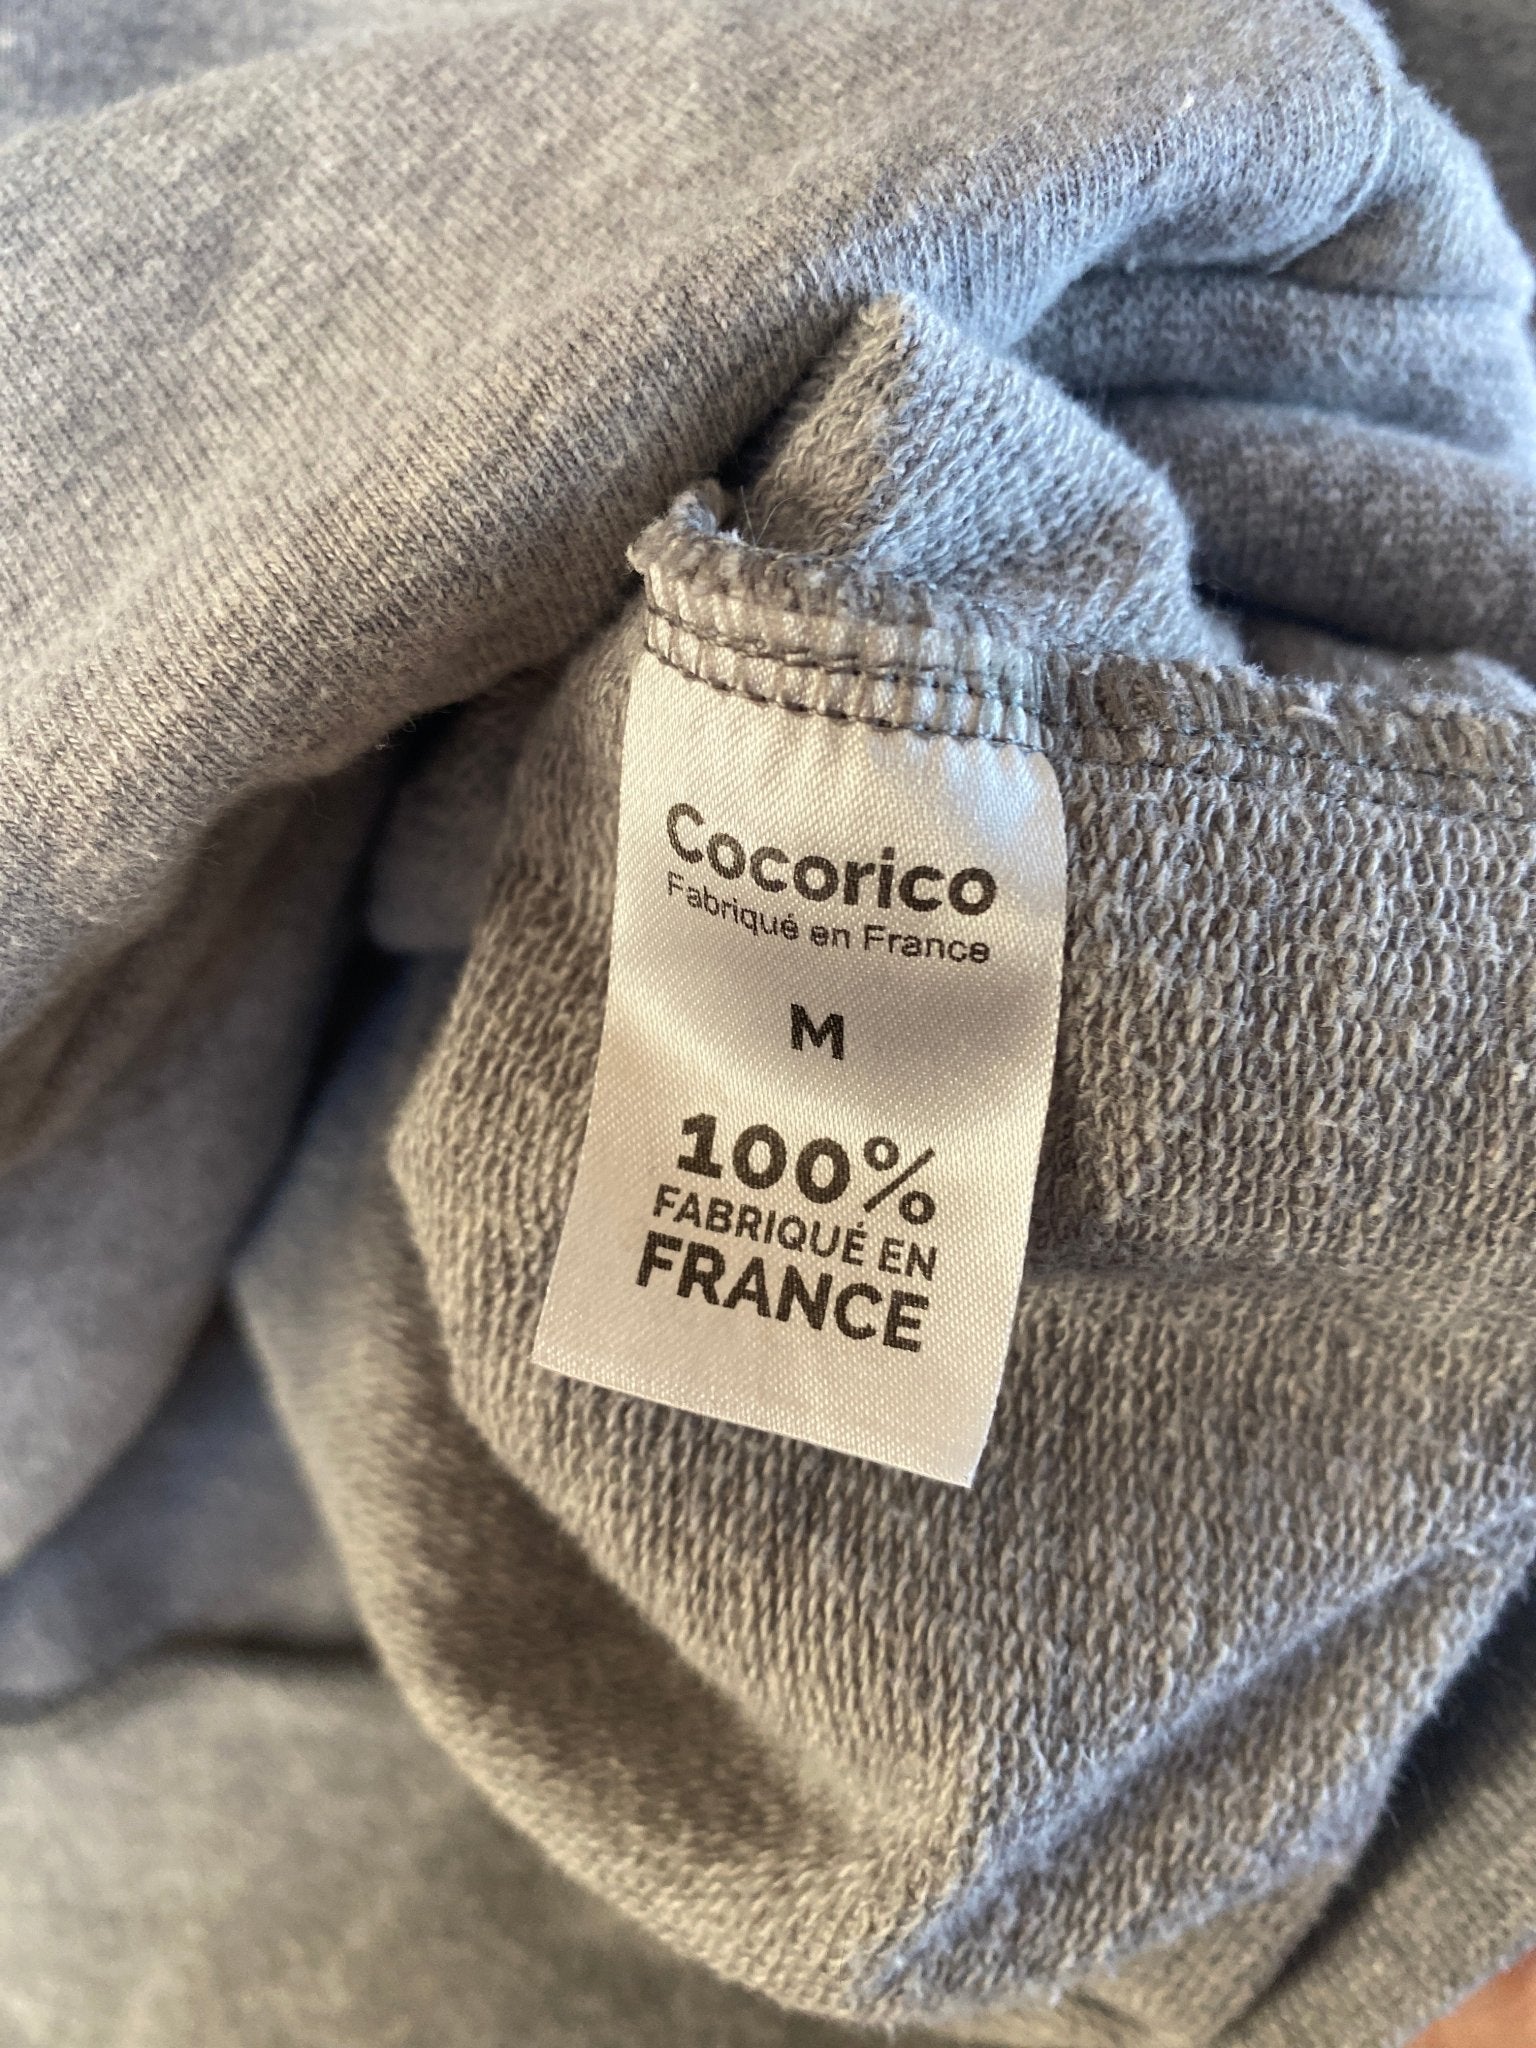 Cocorico
Fabriqué en France
M
100%
FABRIQUÉ EN
FRANCE